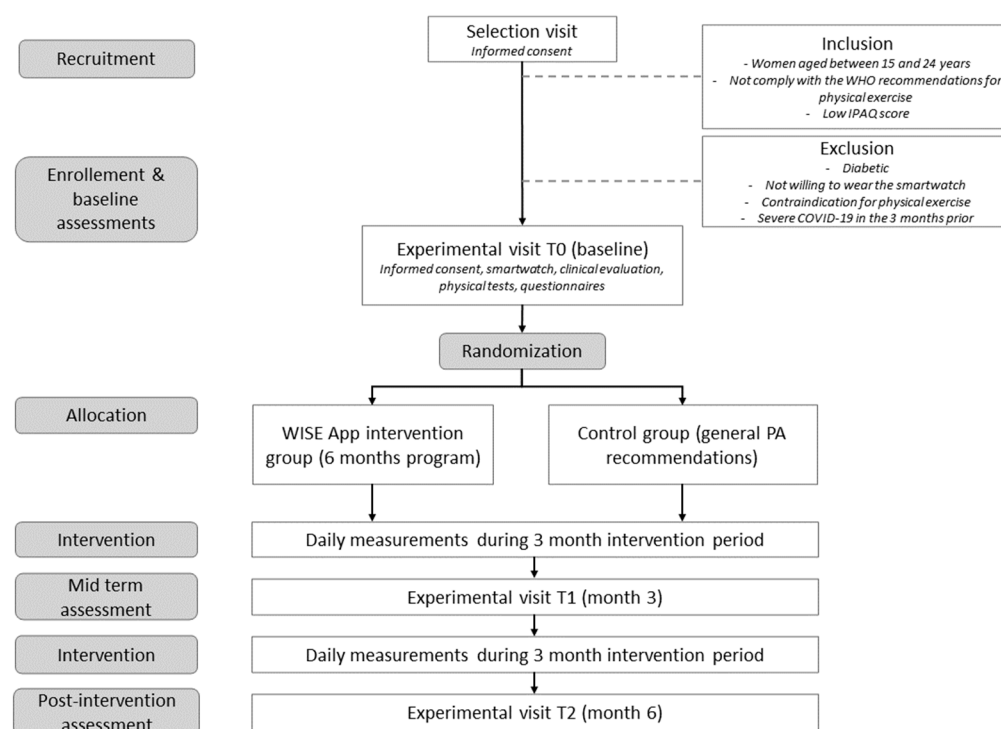 Selection visit
Informed consent
Recruitment
Inclusion
- Women aged between 15 and 24 years
- Not comply with the WHO recommendations for
physical exercise
- Low IPAQ score
Exclusion
- Diabetic
- Not willing to wear the smartwatch
- Contraindication for physical exercise
- Severe COVID-19 in the 3 months prior
Enrollement &
baseline
assessments
Experimental visit T0 (baseline)
Informed consent, smartwatch, clinical evaluation,
physical tests, questionnaires
Randomization
Allocation
WISE App intervention
group (6 months program)
Control group (general PA
recommendations)
Intervention
Daily measurements during 3 month intervention period
Mid term
assessment
Experimental visit T1 (month 3)
Intervention
Daily measurements during 3 month intervention period
Post-intervention
assessment
Experimental visit T2 (month 6)